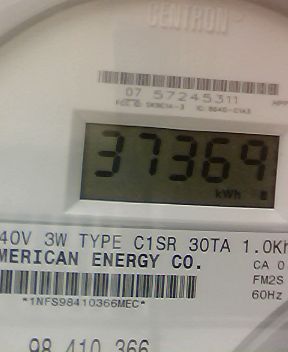 CENTRON
07 57245311
37369
kWh
40V 3W TYPE C1SR 30TA 1.0Kh
MERICAN ENERGY CO.
CA 0
FM2S
60Hz
*1NFS98410366MEC*
98 410 366